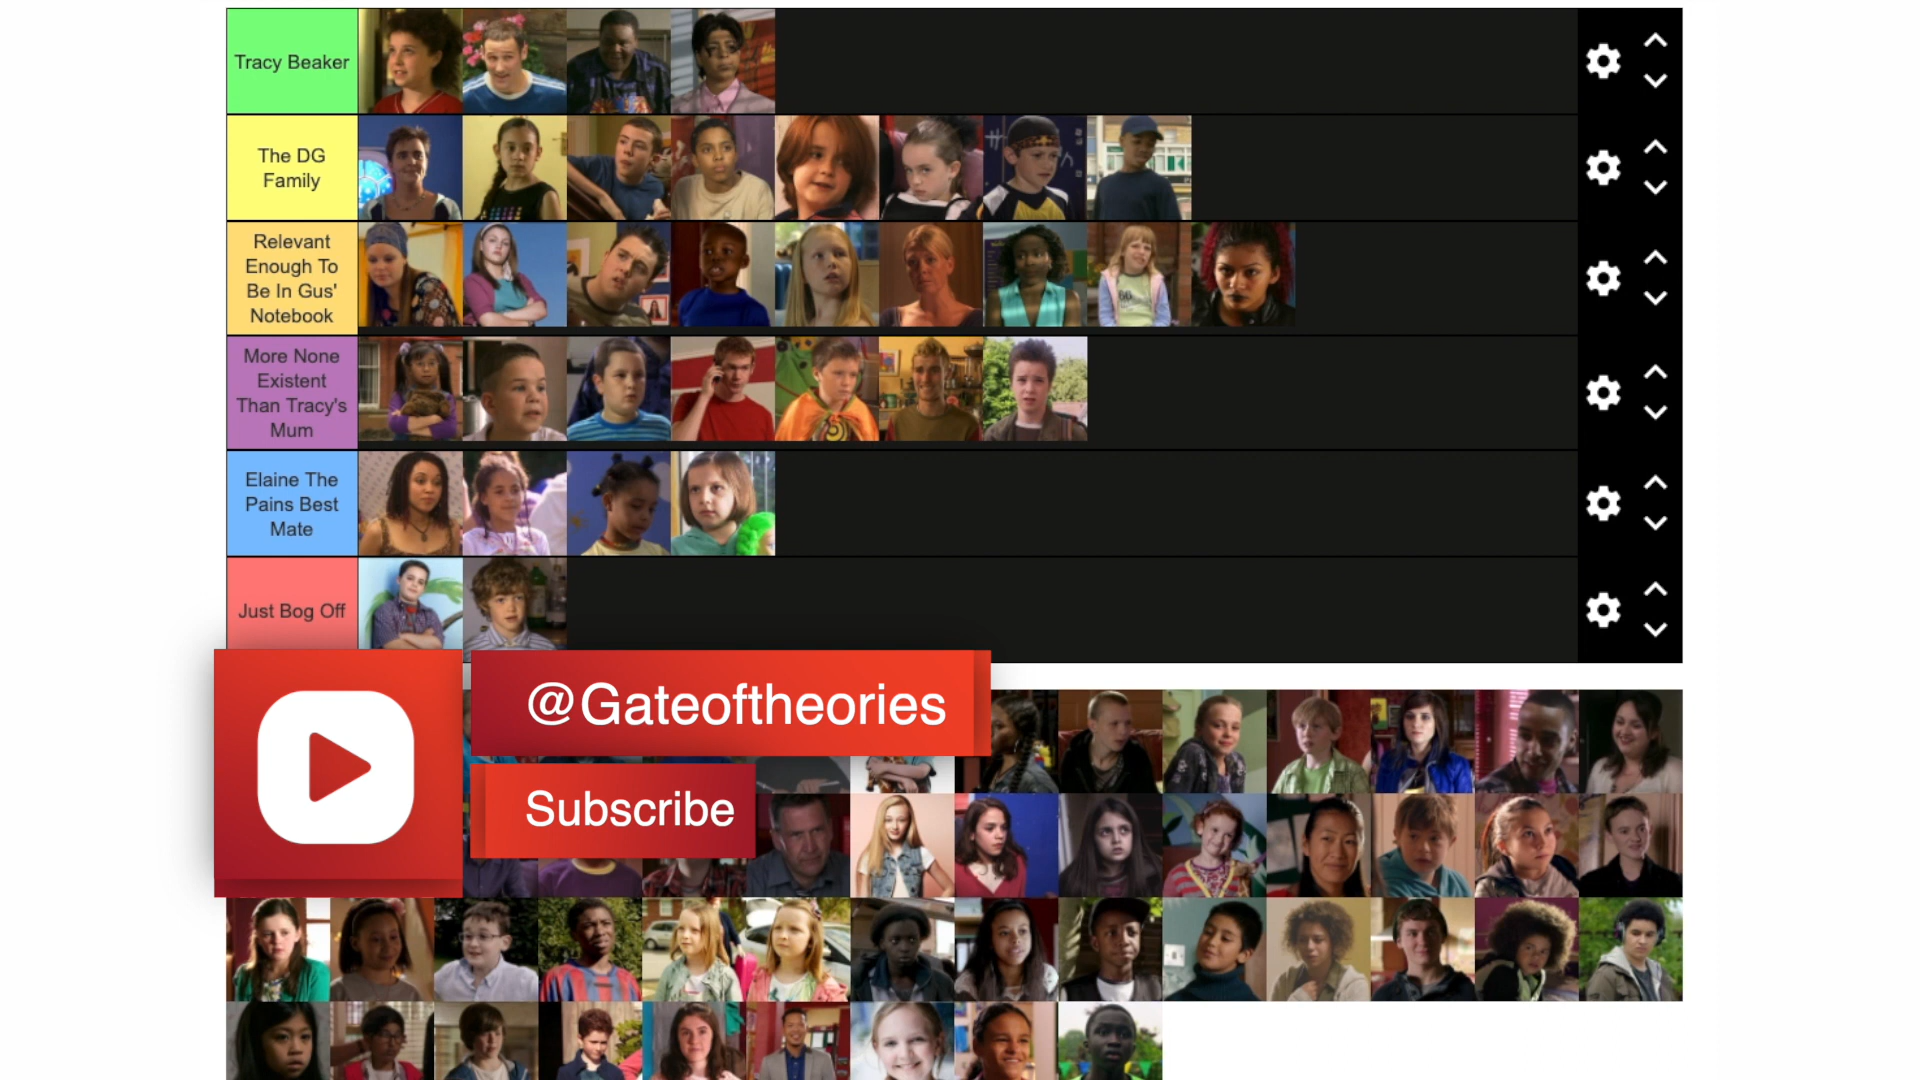 Tracy Beaker
The DG
Family
Relevant
Enough To
Be In Gus'
Notebook
More None
Existent
Than Tracy's
Mum
Elaine The
Pains Best
Mate
Just Bog Off
@Gateoftheories
Subscribe